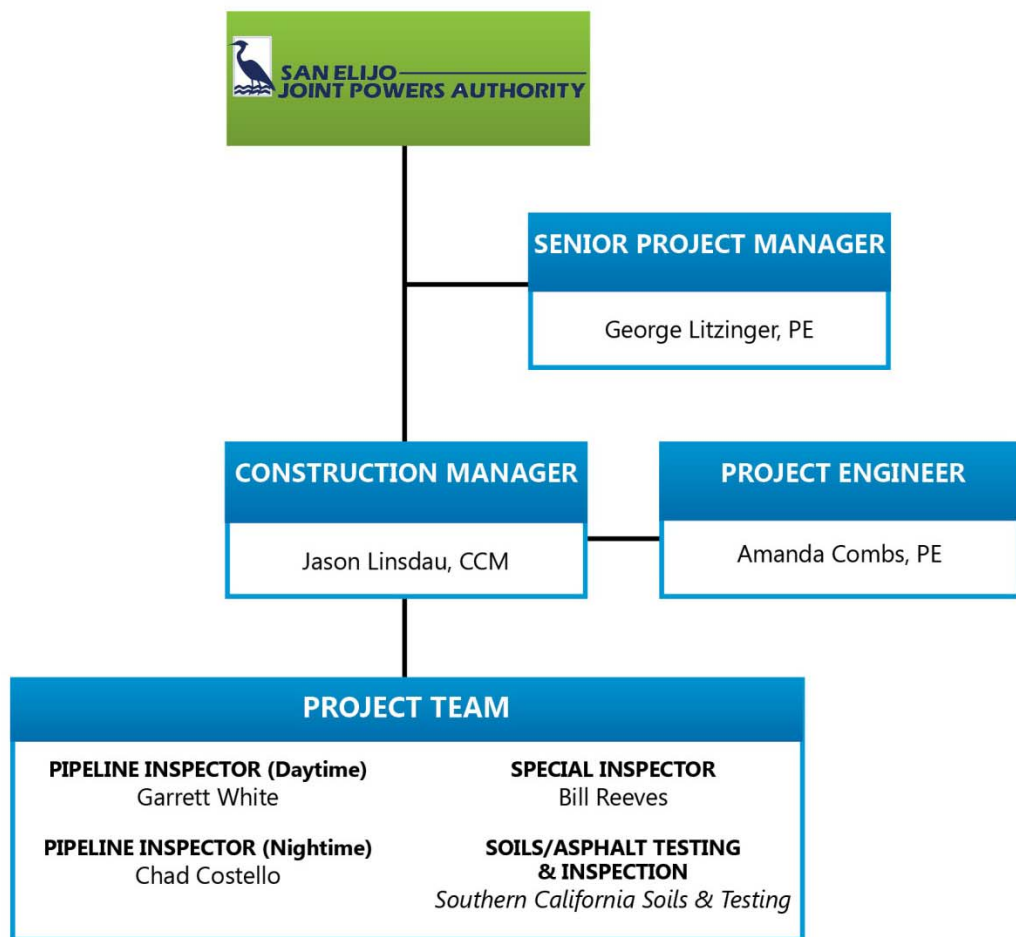 SAN ELIJO
JOINT POWERS AUTHORITY
SENIOR PROJECT MANAGER
George Litzinger, PE
CONSTRUCTION MANAGER
Jason Linsdau, CCM
PROJECT ENGINEER
Amanda Combs, PE
PROJECT TEAM
PIPELINE INSPECTOR (Daytime)
Garrett White
PIPELINE INSPECTOR (Nightime)
Chad Costello
SPECIAL INSPECTOR
Bill Reeves
SOILS/ASPHALT TESTING
& INSPECTION
Southern California Soils & Testing